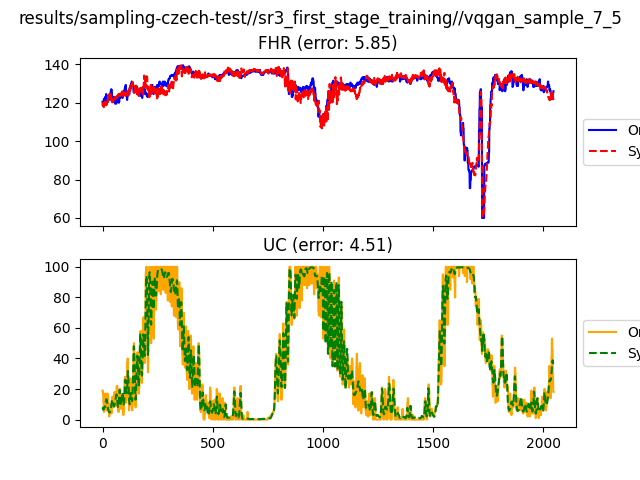 results/sampling-czech-test//sr3_first_stage_training//vqgan_sample_7_5
FHR (error: 5.85)
140
120
100
80
60
Or
Sy
UC (error: 4.51)
100
80
60
40
20
0
Or
Sy
0
500
1000
1500
2000